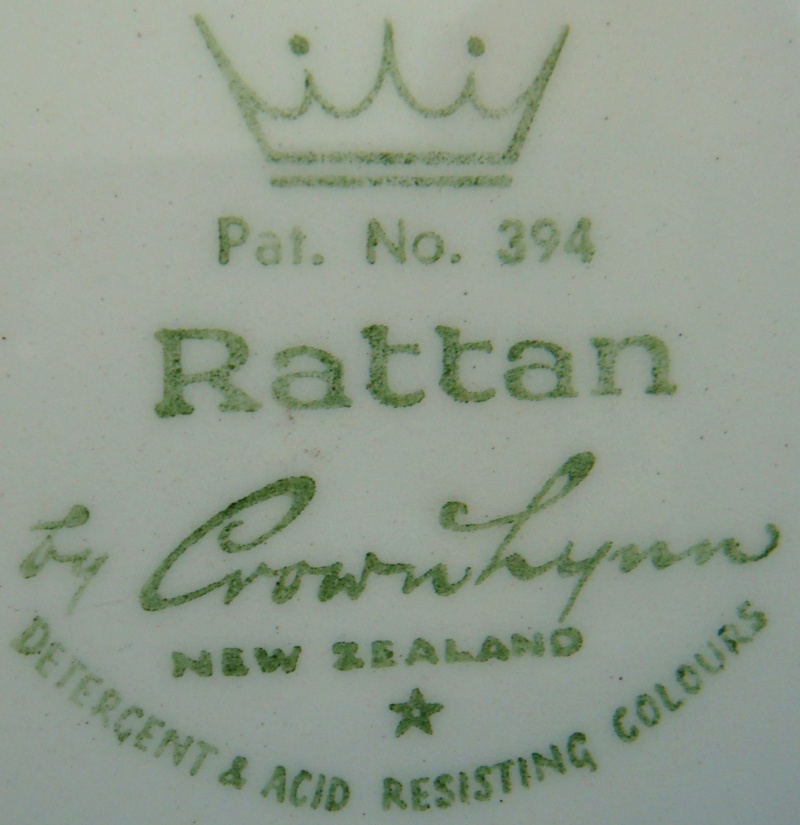 Pat. No. 394
Rattan
by Crown Lynn
NEW ZEALAND
DETERGENT & ACID RESISTING COLOURS